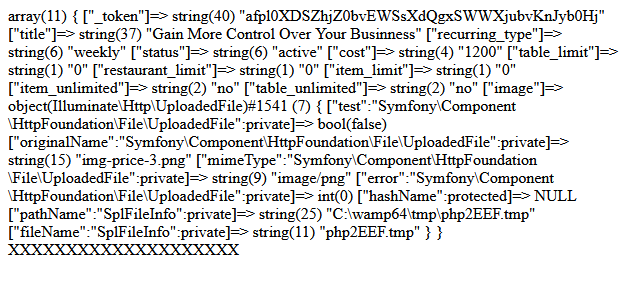 array(11) { ["_token"]=> string(40) "afpl0XDSZhjZ0bvEWSsXdQgxSWWXjubvKnJyb0Hj"
["title"]=> string(37) "Gain More Control Over Your Businness" ["recurring_type"]=>
string(6) "weekly" ["status"]=> string(6) "active" ["cost"]=> string(4) "1200" ["table_limit"]=>
string(1) "0" ["restaurant_limit"]=> string(1) "0" ["item_limit"]=> string(1) "0"
["item_unlimited"]=> string(2) "no" ["table_unlimited"]=> string(2) "no" ["image"]=>
object(Illuminate\Http\UploadedFile)#1541 (7) { ["test":"Symfony\Component
\HttpFoundation\File\UploadedFile":private]=> bool(false)
["originalName":"Symfony\Component\HttpFoundation\File\UploadedFile":private]=>
string(15) "img-price-3.png" ["mimeType":"Symfony\Component\HttpFoundation
\File\UploadedFile":private]=> string(9) "image/png" ["error":"Symfony\Component
\HttpFoundation\File\UploadedFile":private]=> int(0) ["hashName":protected]=> NULL
["pathName":"SplFileInfo":private]=> string(25) "C:\wamp64\tmp\php2EEF.tmp"
["fileName":"SplFileInfo":private]=> string(11) "php2EEF.tmp" } }
XXXXXXXXXXXXXXXXXXXX